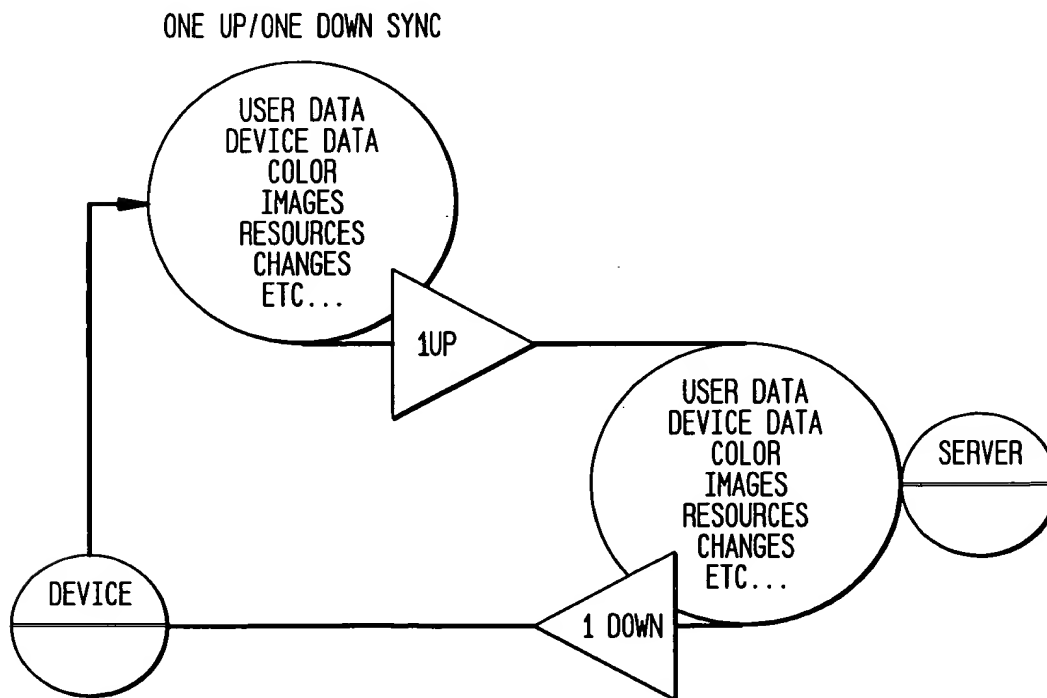 ONE UP/ONE DOWN SYNC
USER DATA
DEVICE DATA
COLOR
IMAGES
RESOURCES
CHANGES
ETC...
1UP
USER DATA
DEVICE DATA
COLOR
IMAGES
RESOURCES
CHANGES
ETC...
SERVER
DEVICE
1 DOWN